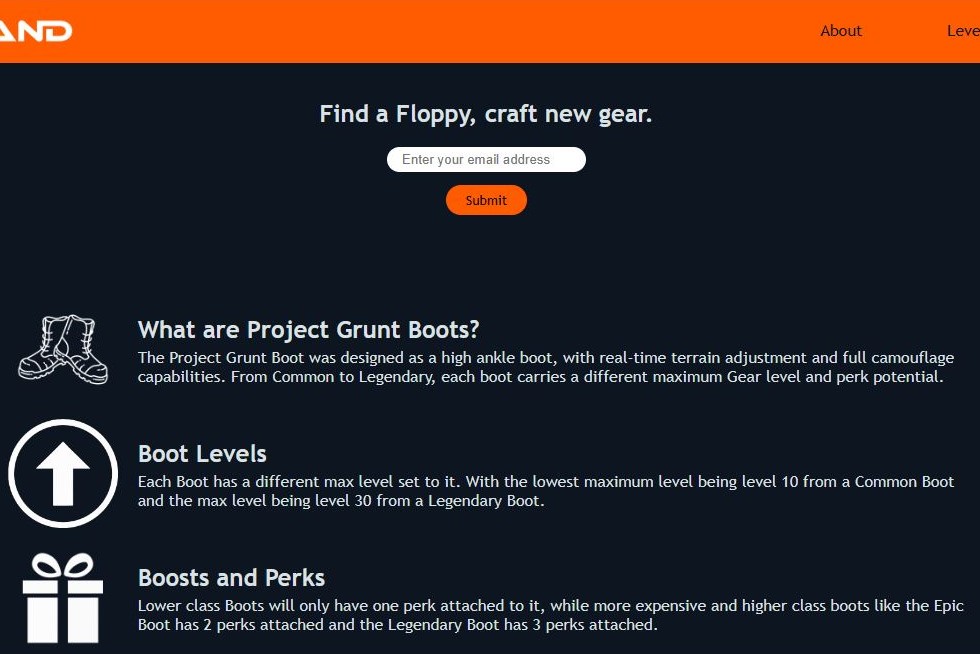 AND
About
Leve
Find a Floppy, craft new gear.
Enter your email address
Submit
What are Project Grunt Boots?
The Project Grunt Boot was designed as a high ankle boot, with real-time terrain adjustment and full camouflage
capabilities. From Common to Legendary, each boot carries a different maximum Gear level and perk potential.
Boot Levels
Each Boot has a different max level set to it. With the lowest maximum level being level 10 from a Common Boot
and the max level being level 30 from a Legendary Boot.
Boosts and Perks
Lower class Boots will only have one perk attached to it, while more expensive and higher class boots like the Epic
Boot has 2 perks attached and the Legendary Boot has 3 perks attached.